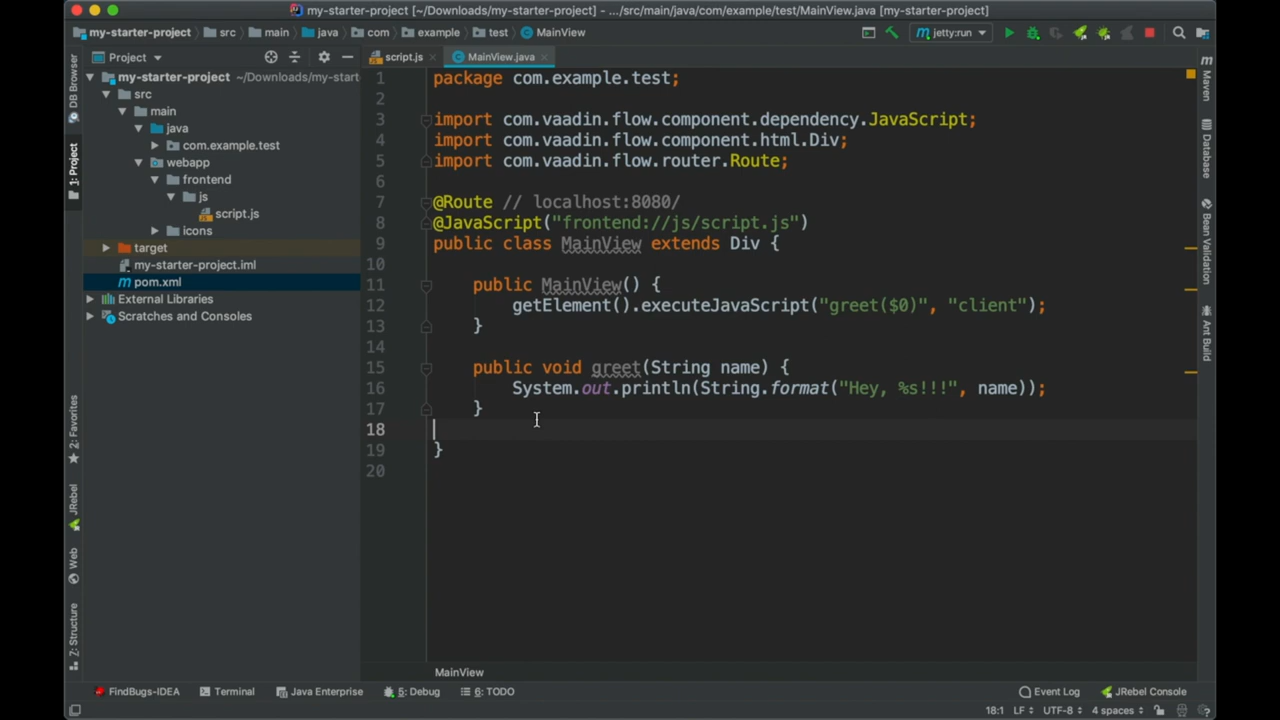 my-starter-project [~/Downloads/my-starter-project] - .../src/main/java/com/example/test/MainView.java [my-starter-project]
my-starter-project src main java com example test MainView jetty:run
Project script.js MainView.java
my-starter-project ~/Downloads/my-start
src
main
java
com.example.test
webapp
frontend
js
script.js
icons
target
my-starter-project.iml
pom.xml
External Libraries
Scratches and Consoles
DB Browser
1: Project
2: Favorites
JRebel
Web
7: Structure
1 package com.example.test;
2
3 import com.vaadin.flow.component.dependency.JavaScript;
4 import com.vaadin.flow.component.html.Div;
5 import com.vaadin.flow.router.Route;
6
7 @Route // localhost:8080/
8 @JavaScript("frontend://js/script.js")
9 public class MainView extends Div {
10
11 public MainView() {
12 getElement().executeJavaScript("greet($0)", "client");
13 }
14
15 public void greet(String name) {
16 System.out.println(String.format("Hey, %s!!!", name));
17 }
18
19 }
20
Maven
Database
Bean Validation
Ant Build
MainView
FindBugs-IDEA Terminal Java Enterprise 5: Debug 6: TODO Event Log JRebel Console
18:1 LF UTF-8 4 spaces